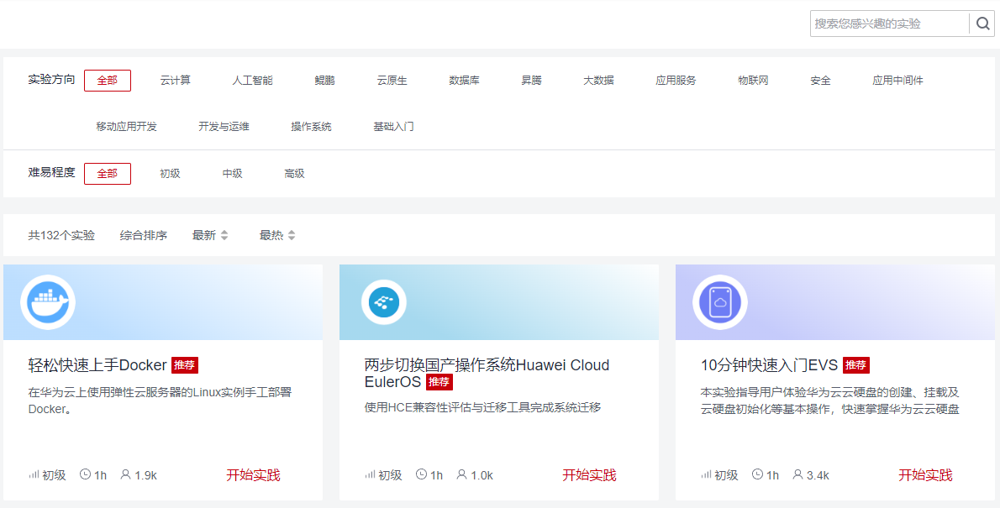 搜索您感兴趣的实验
实验方向 全部 云计算 人工智能 鲲鹏 云原生 数据库 昇腾 大数据 应用服务 物联网 安全 应用中间件
移动应用开发 开发与运维 操作系统 基础入门
难易程度 全部 初级 中级 高级
共132个实验 综合排序 最新 最热
轻松快速上手Docker 推荐
在华为云上使用弹性云服务器的Linux实例手工部署
Docker。
初级 1h 1.9k 开始实践
两步切换国产操作系统Huawei Cloud
EulerOS 推荐
使用HCE兼容性评估与迁移工具完成系统迁移
初级 1h 1.0k 开始实践
10分钟快速入门EVS 推荐
本实验指导用户体验华为云云硬盘的创建、挂载及
云硬盘初始化等基本操作，快速掌握华为云云硬盘
初级 1h 3.4k 开始实践